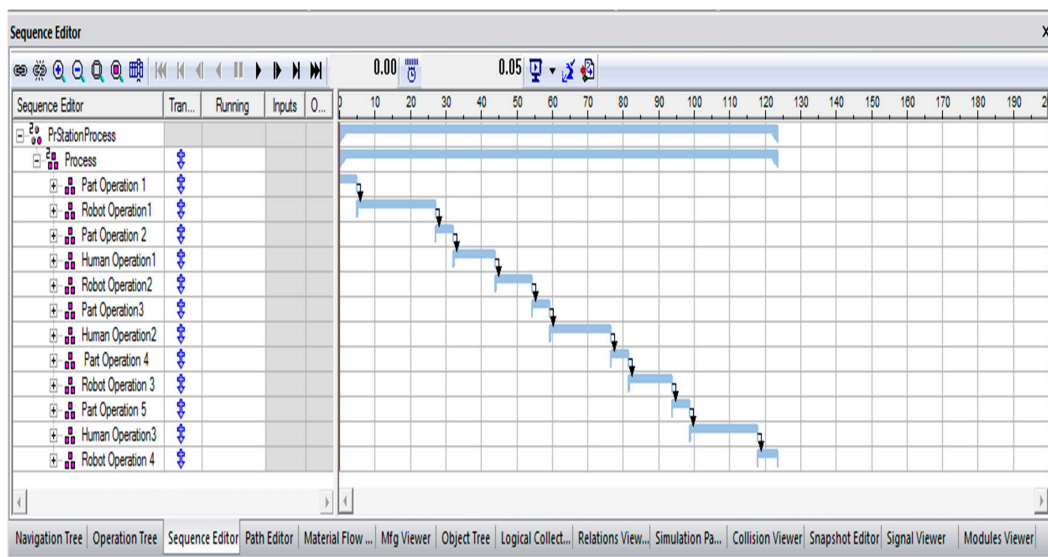 Sequence Editor
0.00 0.05
Sequence Editor Tran... Running Inputs O... 0 10 20 30 40 50 60 70 80 90 100 110 120 130 140 150 160 170 180 190 2
PrStationProcess
Process
Part Operation 1
Robot Operation1
Part Operation 2
Human Operation1
Robot Operation2
Part Operation3
Human Operation2
Part Operation 4
Robot Operation 3
Part Operation 5
Human Operation3
Robot Operation 4
Navigation Tree Operation Tree Sequence Editor Path Editor Material Flow ... Mfg Viewer Object Tree Logical Collect... Relations View... Simulation Pa... Collision Viewer Snapshot Editor Signal Viewer Modules Viewer